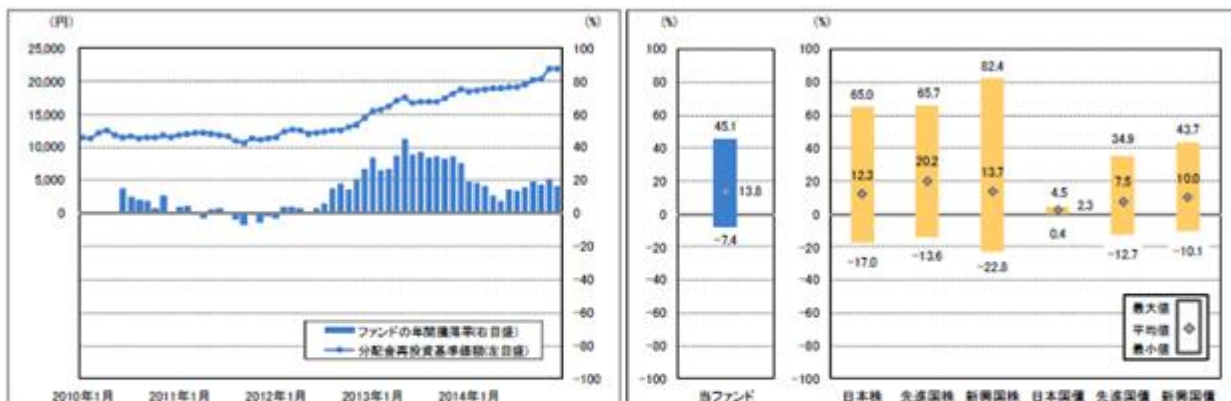 (円) (%)
25,000 100
20,000 80
15,000 60
10,000 40
5,000 20
0 0
-20
-40
-60
-80
-100
ファンドの年間騰落率(右目盛)
分配金再投資基準価額(左目盛)
2010年1月 2011年1月 2012年1月 2013年1月 2014年1月
(%) (%)
100 100
80 80
60 60
40 40
20 20
0 0
-20 -20
-40 -40
-60 -60
-80 -80
-100 -100
45.1
13.8
-7.4
当ファンド
65.0 65.7 82.4 4.5 34.9 43.7
12.3 20.2 13.7 2.3 7.5 10.0
-17.0 -13.6 -22.8 0.4 -12.7 -10.1
最大値
平均値
最小値
日本株 先進国株 新興国株 日本国債 先進国債 新興国債